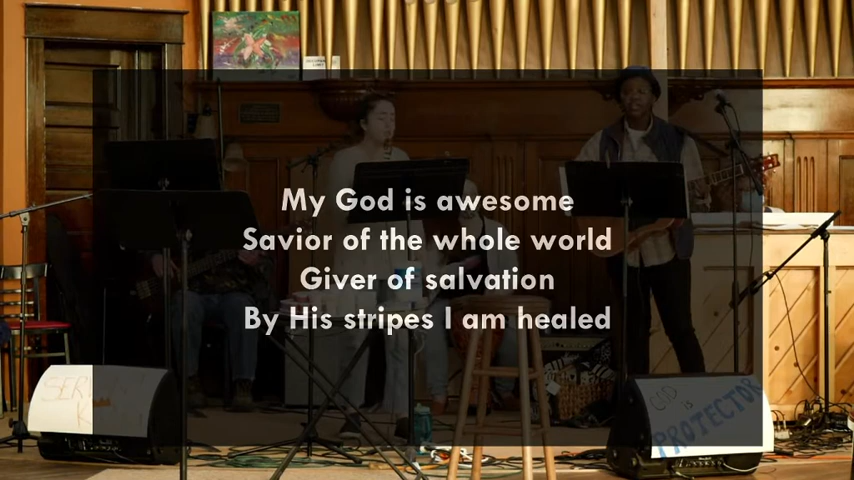 My God is awesome
Savior of the whole world
Giver of salvation
By His stripes I am healed
SER
K
GOD
is
PROTECTOR